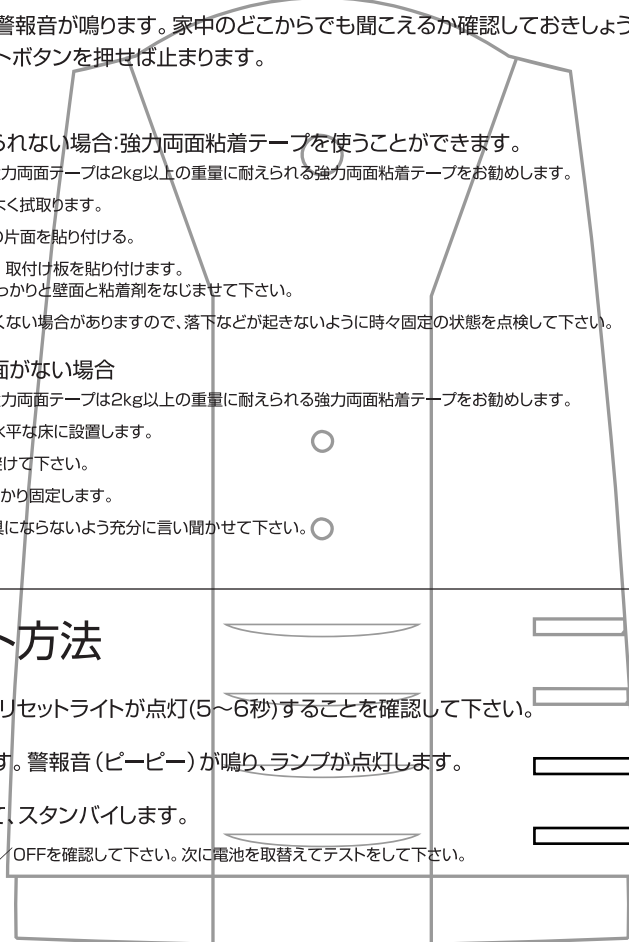 警報音が鳴ります。家中のどこからでも聞こえるか確認しておきしょう
トボタンを押せば止まります。
られない場合:強力両面粘着テープを使うことができます。
力両面テープは2kg以上の重量に耐えられる強力両面粘着テープをお勧めします。
よく拭取ります。
の片面を貼り付ける。
取付け板を貼り付けます。
っかりと壁面と粘着剤をなじませて下さい。
くない場合がありますので、落下などが起きないように時々固定の状態を点検して下さい。
面がない場合
力両面テープは2kg以上の重量に耐えられる強力両面粘着テープをお勧めします。
水平な床に設置します。
避けて下さい。
かり固定します。
具にならないよう充分に言い聞かせて下さい。
ト方法
リセットライトが点灯(5〜6秒)することを確認して下さい。
す。警報音(ピーピー)が鳴り、ランプが点灯します。
て、スタンバイします。
／OFFを確認して下さい。次に電池を取替えてテストをして下さい。